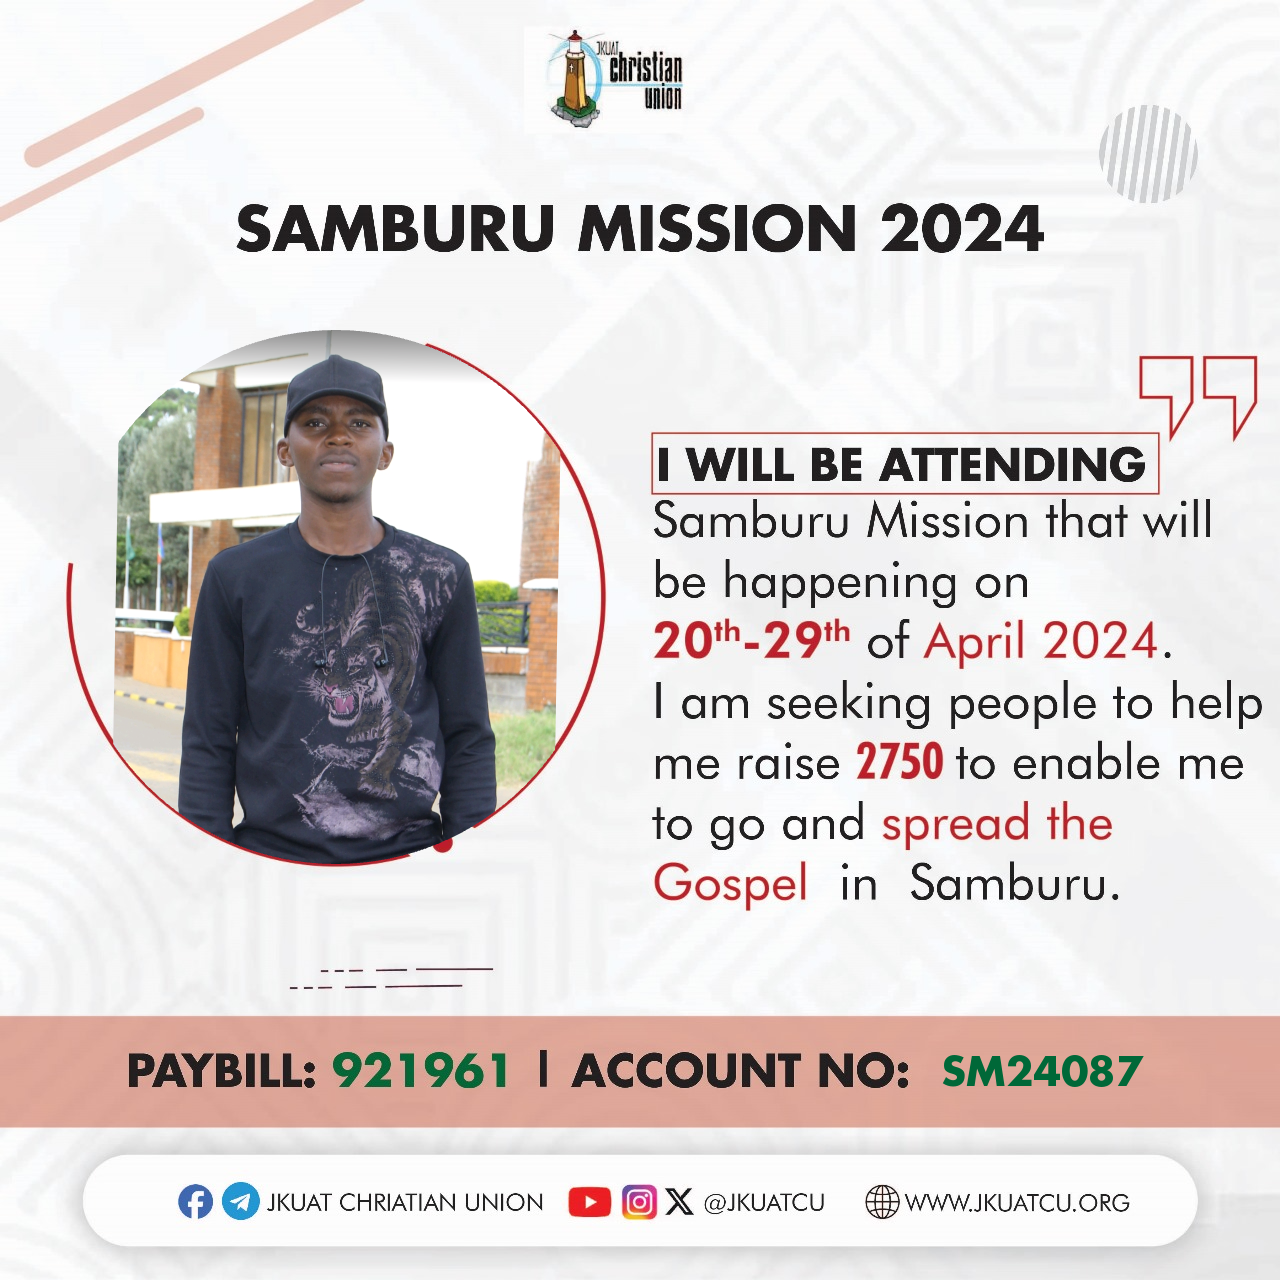 JKUAT
christian
union
SAMBURU MISSION 2024
I WILL BE ATTENDING
Samburu Mission that will
be happening on
20th-29th of April 2024.
I am seeking people to help
me raise 2750 to enable me
to go and spread the
Gospel in Samburu.
PAYBILL: 921961 | ACCOUNT NO: SM24087
JKUAT CHRIATIAN UNION @JKUATCU WWW.JKUATCU.ORG